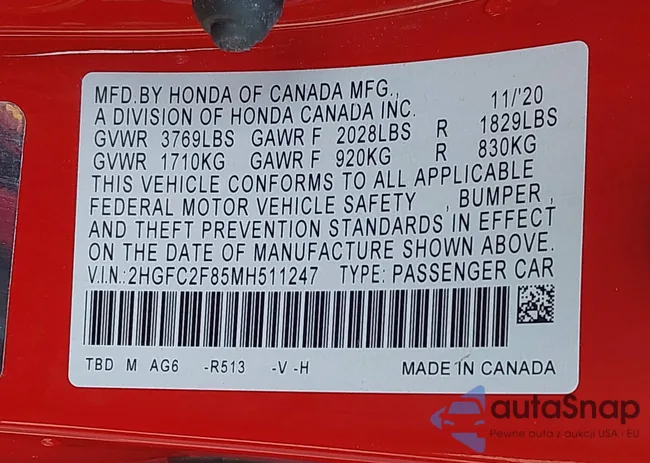 MFD.BY HONDA OF CANADA MFG., 11/'20
A DIVISION OF HONDA CANADA INC.
GVWR 3769LBS GAWR F 2028LBS R 1829LBS
GVWR 1710KG GAWR F 920KG R 830KG
THIS VEHICLE CONFORMS TO ALL APPLICABLE
FEDERAL MOTOR VEHICLE SAFETY , BUMPER ,
AND THEFT PREVENTION STANDARDS IN EFFECT
ON THE DATE OF MANUFACTURE SHOWN ABOVE.
V.I.N.: 2HGFC2F85MH511247 TYPE: PASSENGER CAR
TBD M AG6 -R513 -V -H MADE IN CANADA
autaSnap
Pewne auta z aukcji USA - EU